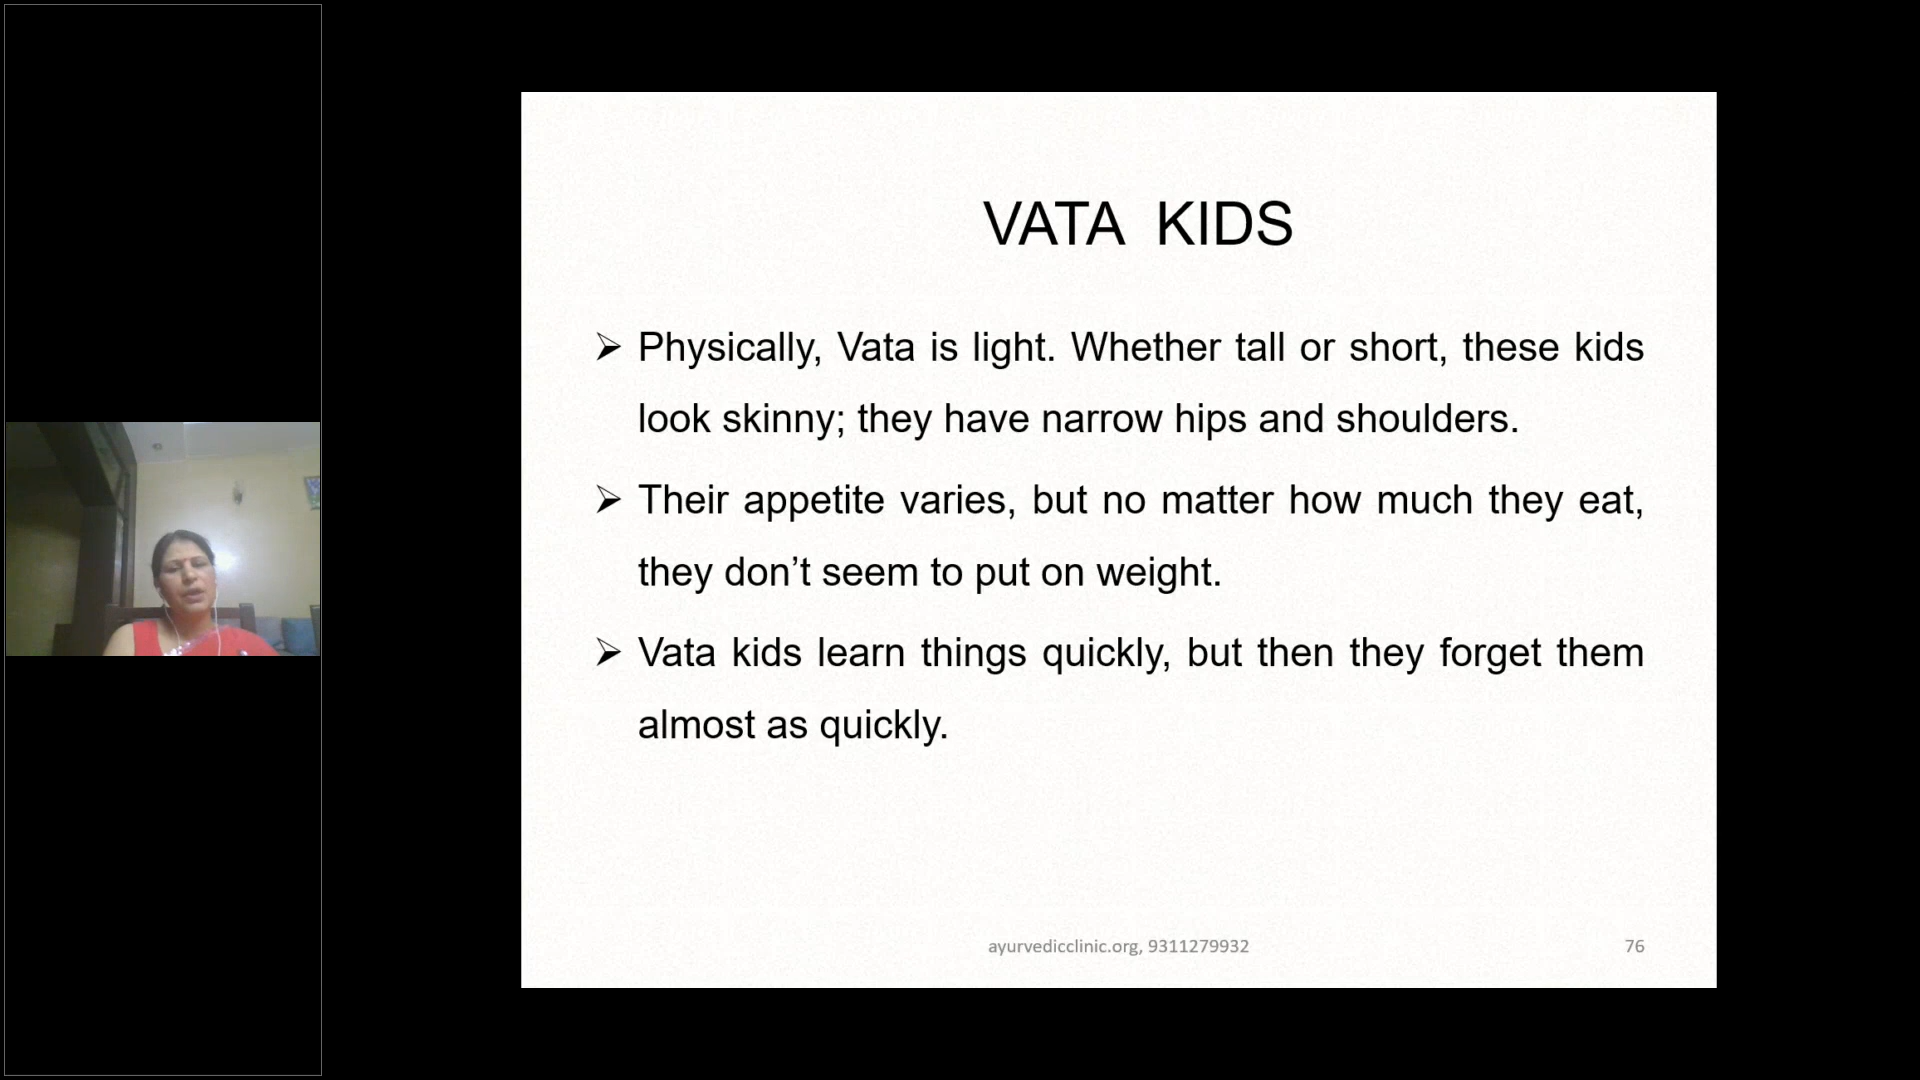 VATA KIDS
➢ Physically, Vata is light. Whether tall or short, these kids
look skinny; they have narrow hips and shoulders.
➢ Their appetite varies, but no matter how much they eat,
they don’t seem to put on weight.
➢ Vata kids learn things quickly, but then they forget them
almost as quickly.
ayurvedicclinic.org, 9311279932
76